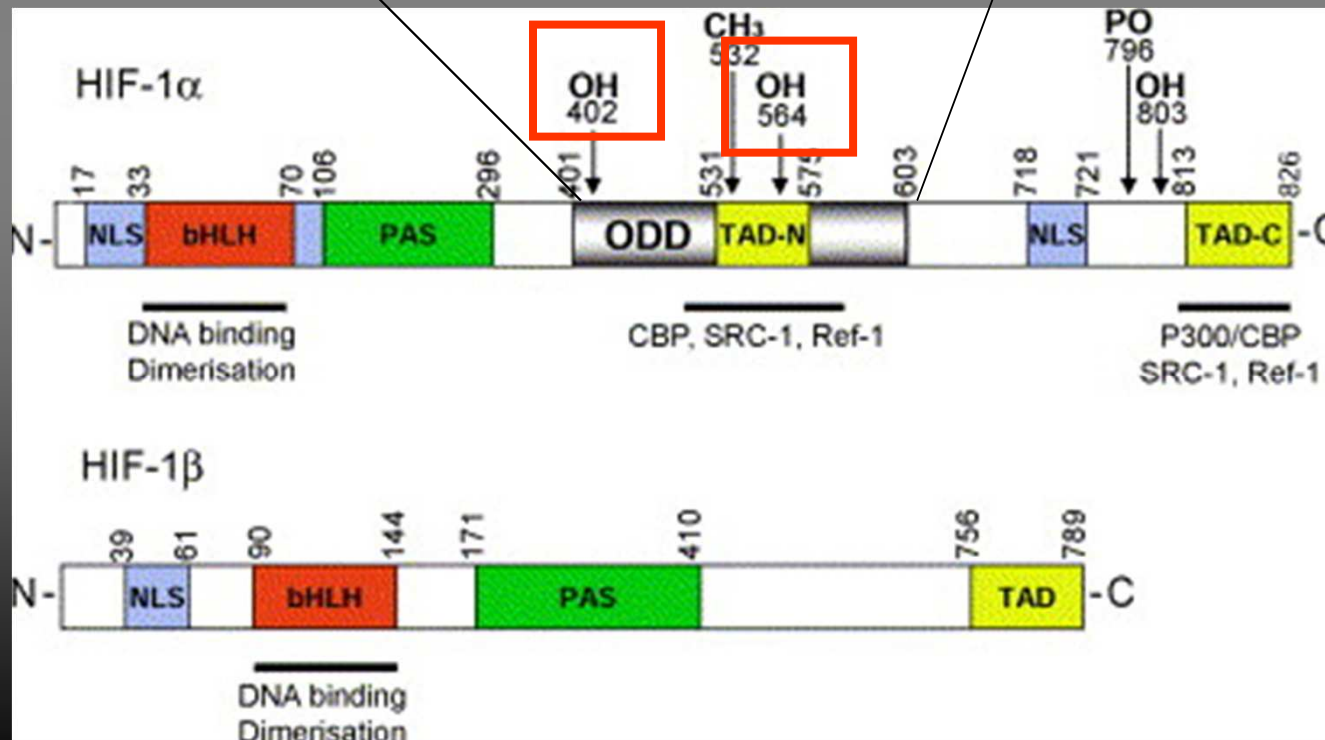 CH₃
532
PO
796
HIF-1α
OH
402
OH
564
OH
803
17
33
70
106
296
401
531
575
603
718
721
813
826
N-
NLS
bHLH
PAS
ODD
TAD-N
NLS
TAD-C
-C
DNA binding
Dimerisation
CBP, SRC-1, Ref-1
P300/CBP
SRC-1, Ref-1
HIF-1β
39
61
90
144
171
410
756
789
N-
NLS
bHLH
PAS
TAD
-C
DNA binding
Dimerisation